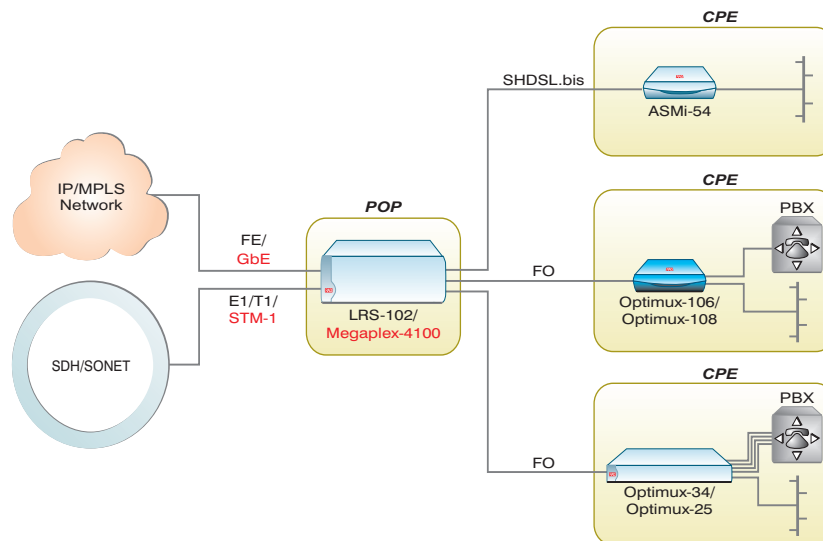 CPE
SHDSL.bis
ASMi-54
IP/MPLS
Network
POP
CPE
PBX
FE/
GbE
FO
E1/T1/
STM-1
LRS-102/
Megaplex-4100
Optimux-106/
Optimux-108
SDH/SONET
CPE
PBX
FO
Optimux-34/
Optimux-25